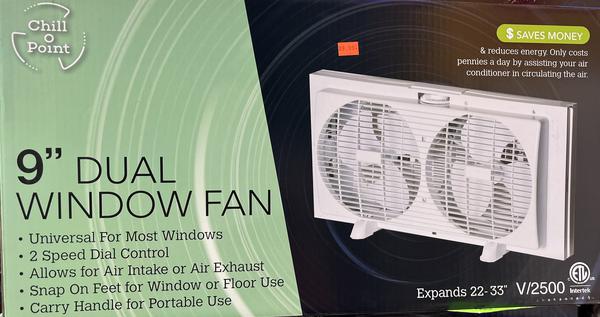 Chill
Point
$ SAVES MONEY
& reduces energy. Only costs
pennies a day by assisting your air
conditioner in circulating the air.
9” DUAL
WINDOW FAN
• Universal For Most Windows
• 2 Speed Dial Control
• Allows for Air Intake or Air Exhaust
• Snap On Feet for Window or Floor Use
• Carry Handle for Portable Use
Expands 22-33"
V/2500
ETL
Intertek